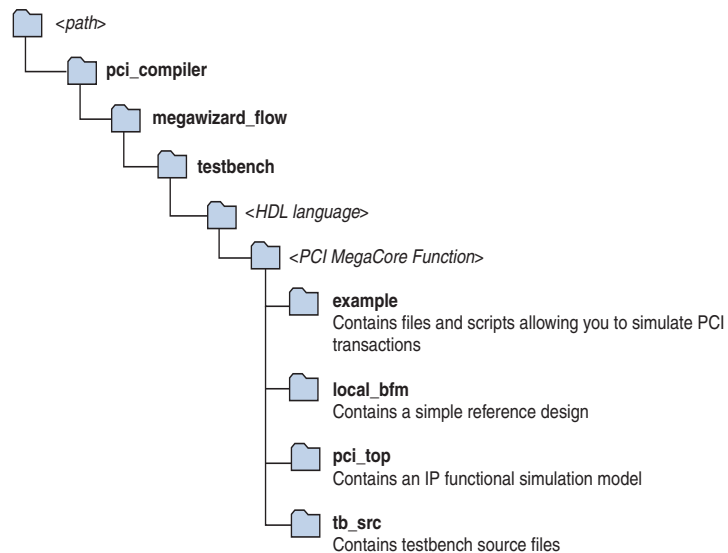 <path>
pci_compiler
megawizard_flow
testbench
<HDL language>
<PCI MegaCore Function>
example
Contains files and scripts allowing you to simulate PCI
transactions
local_bfm
Contains a simple reference design
pci_top
Contains an IP functional simulation model
tb_src
Contains testbench source files